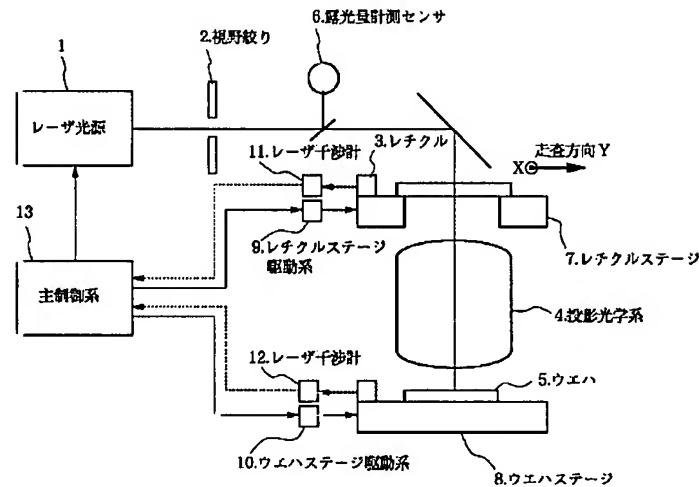 6.露光量計測センサ
2.視野絞り
1
レーザ光源
11.レーザ干渉計
3.レチクル
走査方向Y
X
13
9.レチクルステージ
駆動系
7.レチクルステージ
主制御系
4.投影光学系
12.レーザ干渉計
5.ウエハ
10.ウエハステージ駆動系
8.ウエハステージ